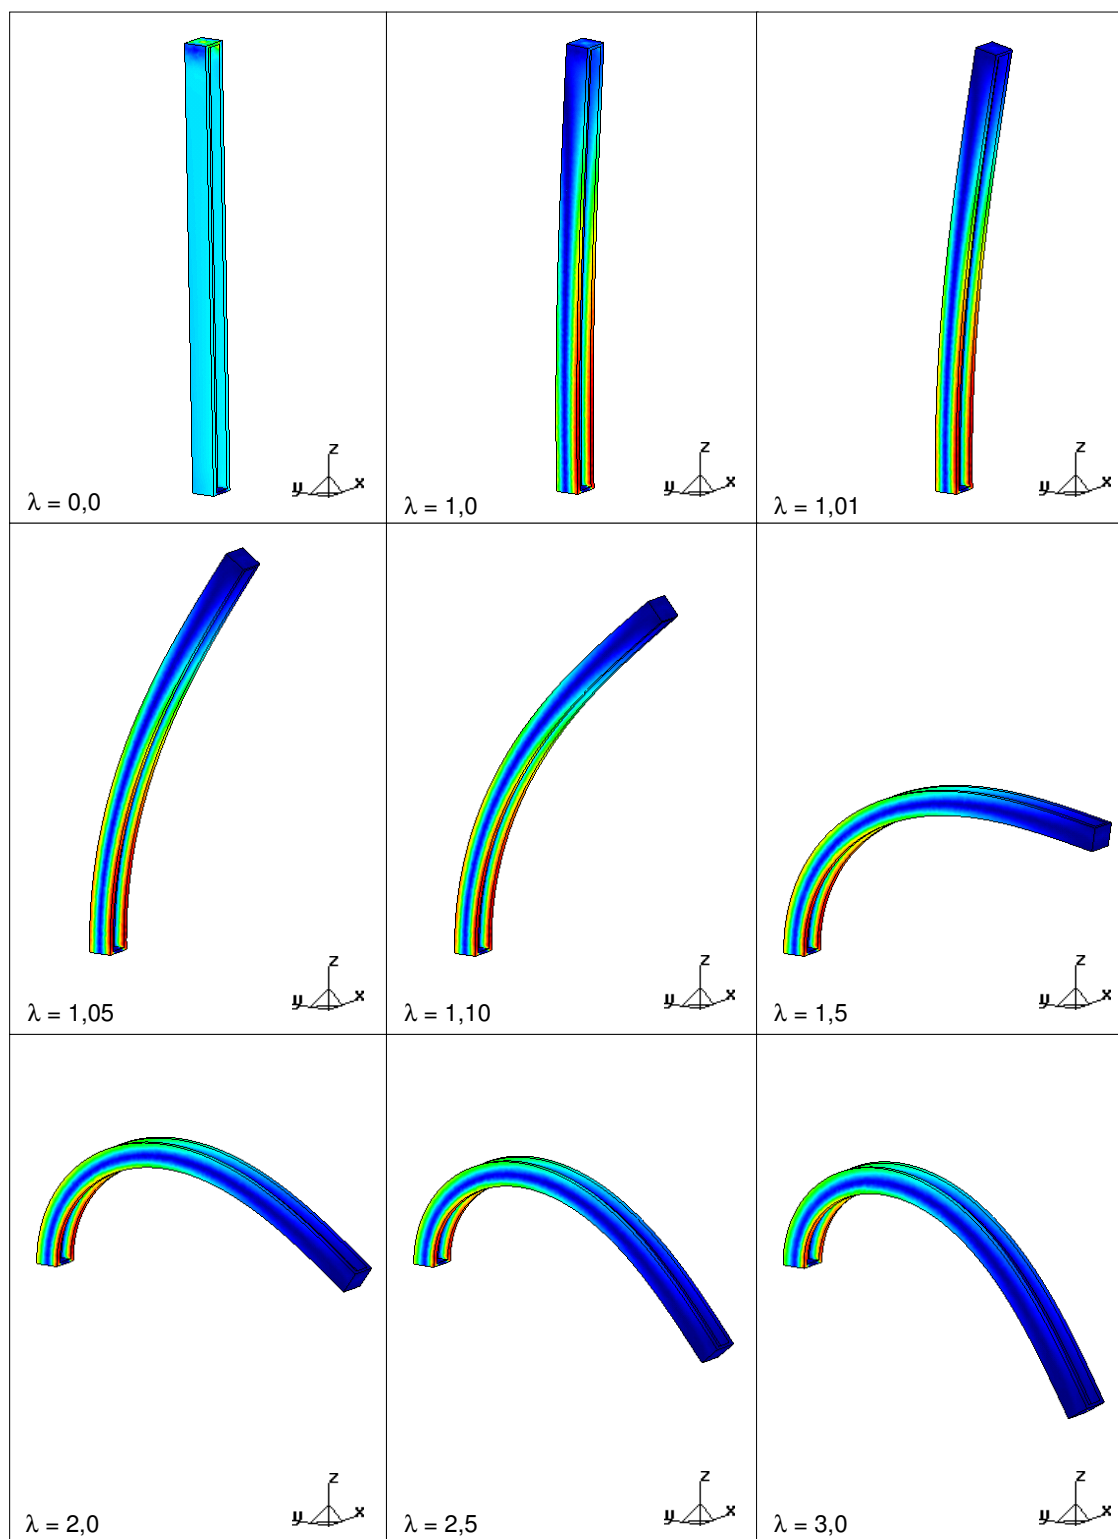 z
y x
λ = 0,0
z
y x
λ = 1,0
z
y x
λ = 1,01
z
y x
λ = 1,05
z
y x
λ = 1,10
z
y x
λ = 1,5
z
y x
λ = 2,0
z
y x
λ = 2,5
z
y x
λ = 3,0